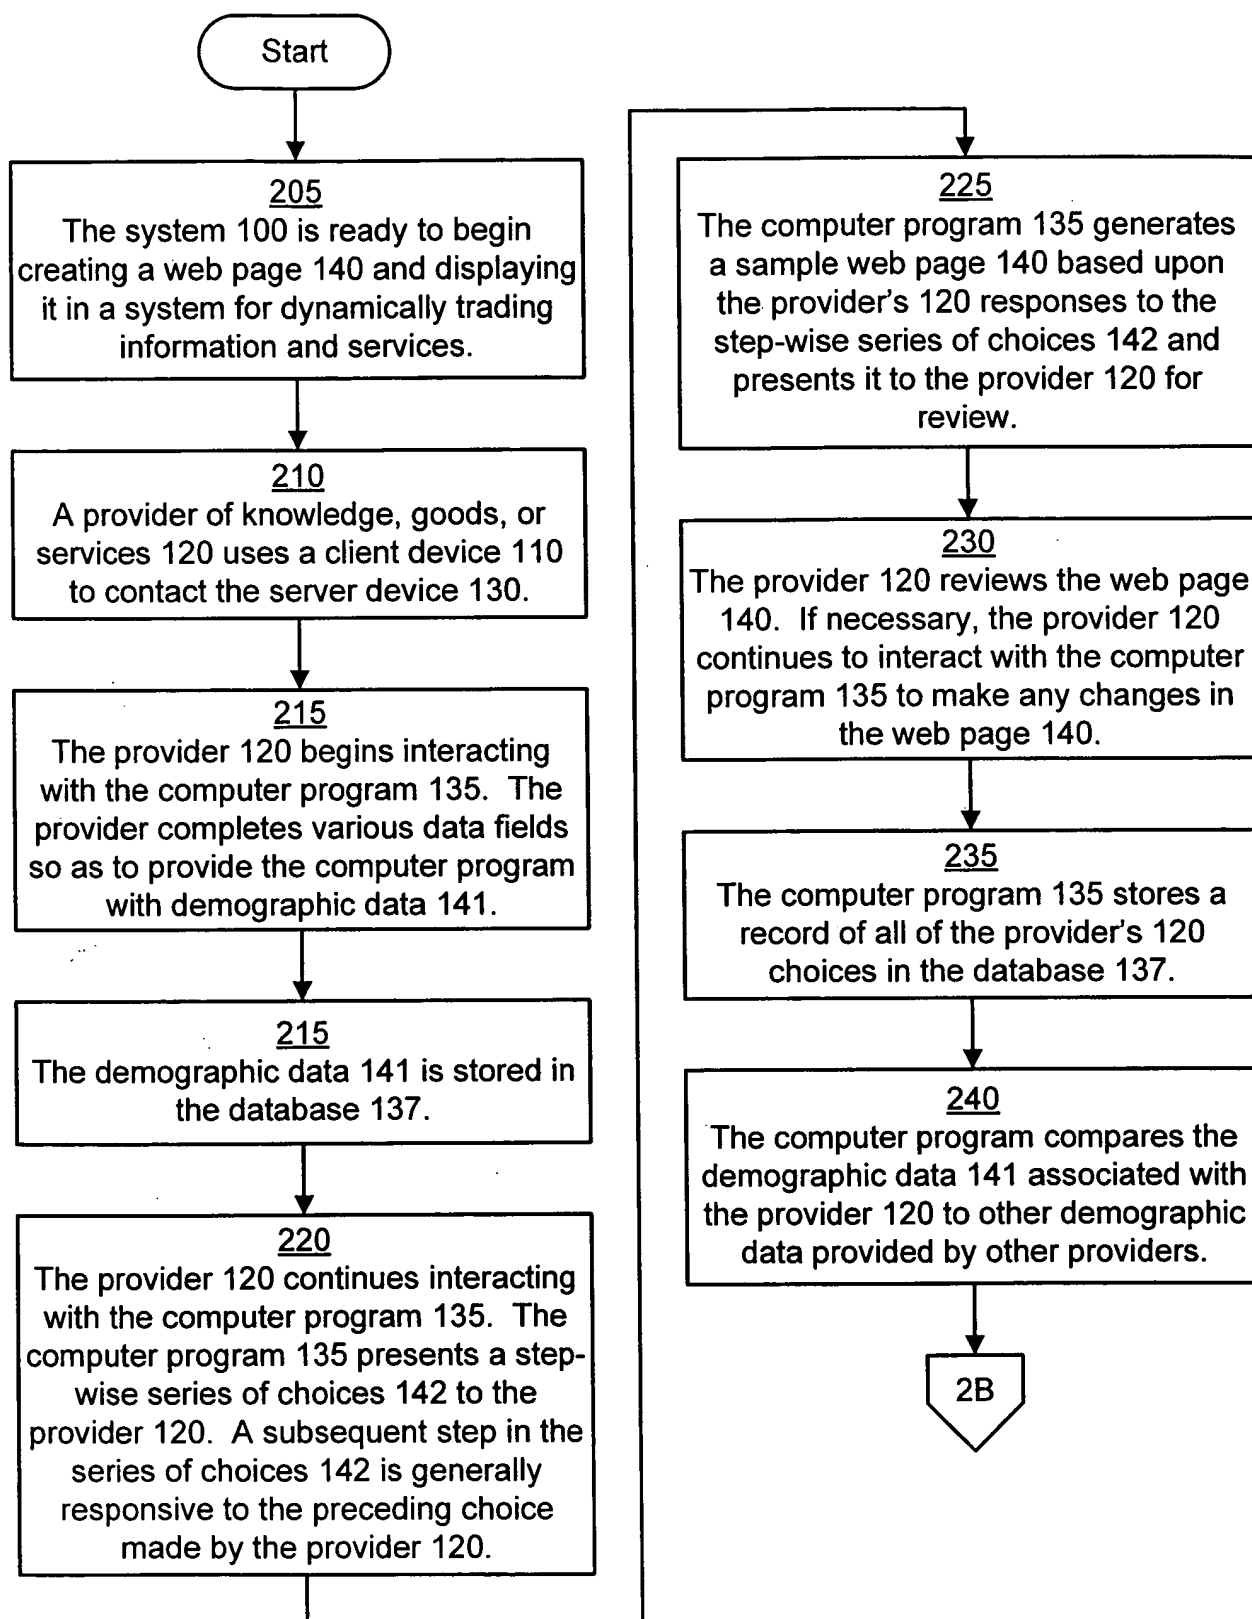 Start
205
The system 100 is ready to begin
creating a web page 140 and displaying
it in a system for dynamically trading
information and services.
210
A provider of knowledge, goods, or
services 120 uses a client device 110
to contact the server device 130.
215
The provider 120 begins interacting
with the computer program 135. The
provider completes various data fields
so as to provide the computer program
with demographic data 141.
215
The demographic data 141 is stored in
the database 137.
220
The provider 120 continues interacting
with the computer program 135. The
computer program 135 presents a step-
wise series of choices 142 to the
provider 120. A subsequent step in the
series of choices 142 is generally
responsive to the preceding choice
made by the provider 120.
225
The computer program 135 generates
a sample web page 140 based upon
the provider's 120 responses to the
step-wise series of choices 142 and
presents it to the provider 120 for
review.
230
The provider 120 reviews the web page
140. If necessary, the provider 120
continues to interact with the computer
program 135 to make any changes in
the web page 140.
235
The computer program 135 stores a
record of all of the provider's 120
choices in the database 137.
240
The computer program compares the
demographic data 141 associated with
the provider 120 to other demographic
data provided by other providers.
2B